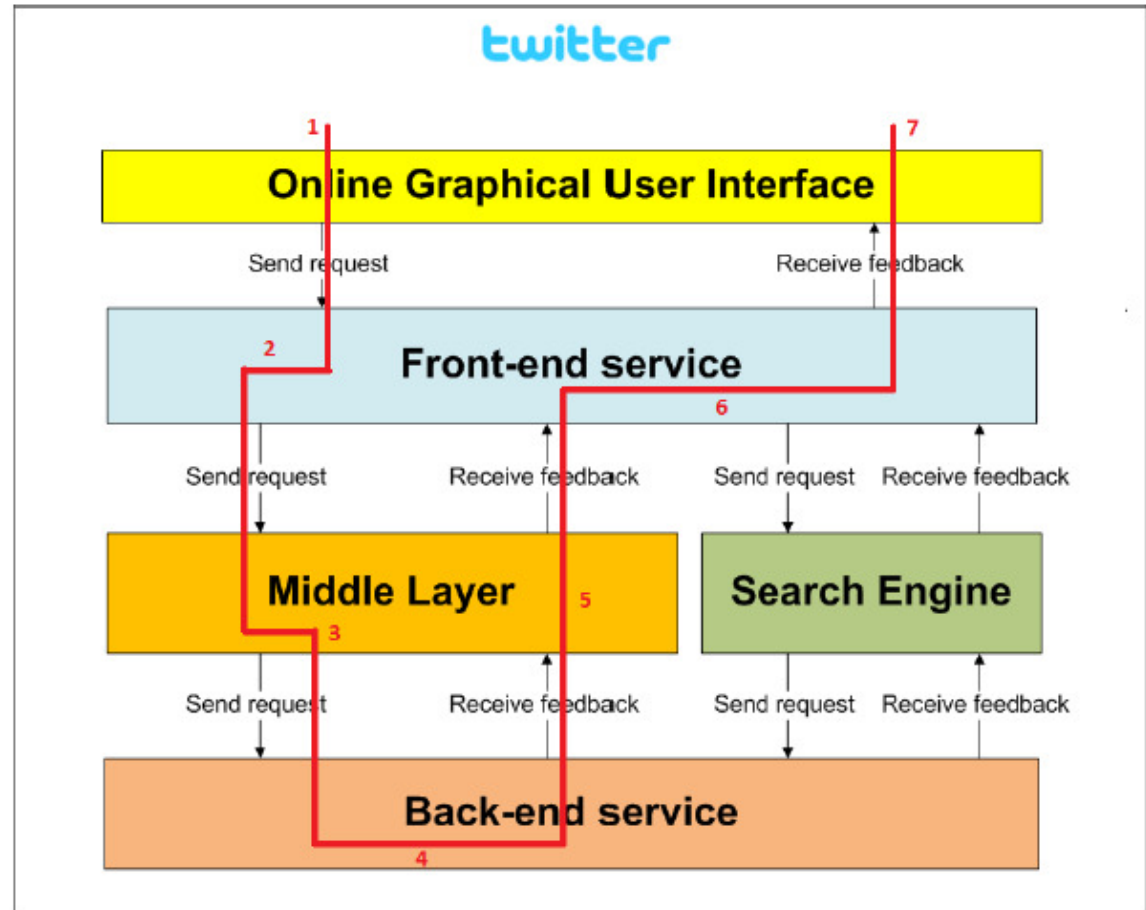 twitter
1
7
Online Graphical User Interface
Send request
Receive feedback
2
Front-end service
6
Send request
Receive feedback
Send request
Receive feedback
Middle Layer
Search Engine
5
3
Send request
Receive feedback
Send request
Receive feedback
Back-end service
4